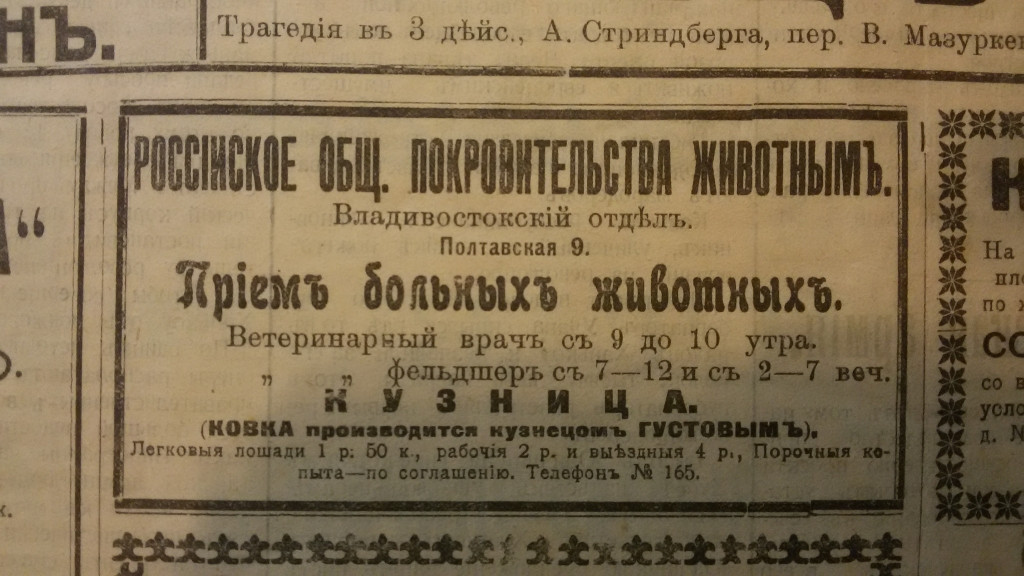 нъ.
Трагедія въ 3 дѣйс., А. Стриндберга, пер. В.
РОССІЙСКОЕ ОБЩ. ПОКРОВИТЕЛЬСТВА ЖИВОТНЫМЪ.
Владивостокскій отдѣлъ.
Полтавская 9.
Пріемъ больныхъ животныхъ.
Ветеринарный врачъ съ 9 до 10 утра.
„ „ фельдшеръ съ 7—12 и съ 2—7 веч.
КУЗНИЦА.
(КОВКА производится кузнецомъ ГУСТОВЫМЪ).
Легковыя лошади 1 р. 50 к., рабочія 2 р. и выѣздныя 4 р., Порочныя ко-
пыта—по соглашенію. Телефонъ № 165.
На
по
со
д. №